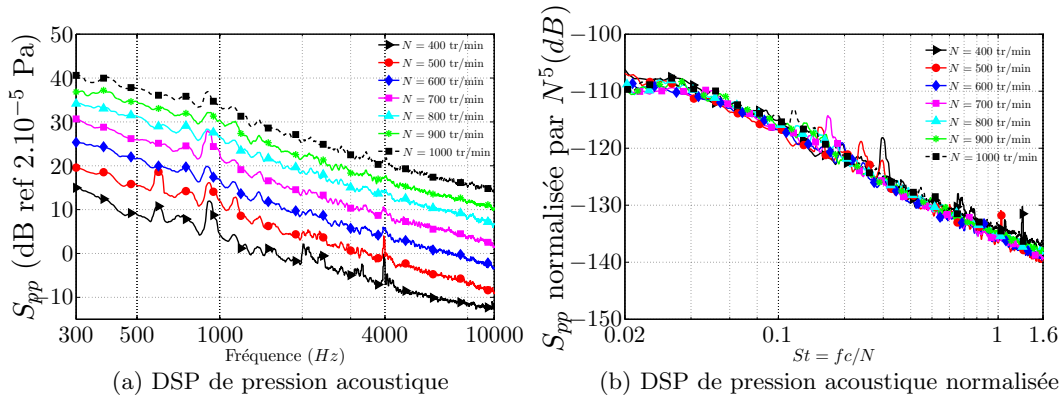 S_pp (dB ref 2.10⁻⁵ Pa)
50
40
30
20
10
0
−10
300 500 1000 4000 10000
Fréquence (Hz)
N = 400 tr/min
N = 500 tr/min
N = 600 tr/min
N = 700 tr/min
N = 800 tr/min
N = 900 tr/min
N = 1000 tr/min
(a) DSP de pression acoustique
S_pp normalisée par N⁵(dB)
−100
−110
−120
−130
−140
−150
0.02 0.1 1 1.6
St = fc/N
N = 400 tr/min
N = 500 tr/min
N = 600 tr/min
N = 700 tr/min
N = 800 tr/min
N = 900 tr/min
N = 1000 tr/min
(b) DSP de pression acoustique normalisée